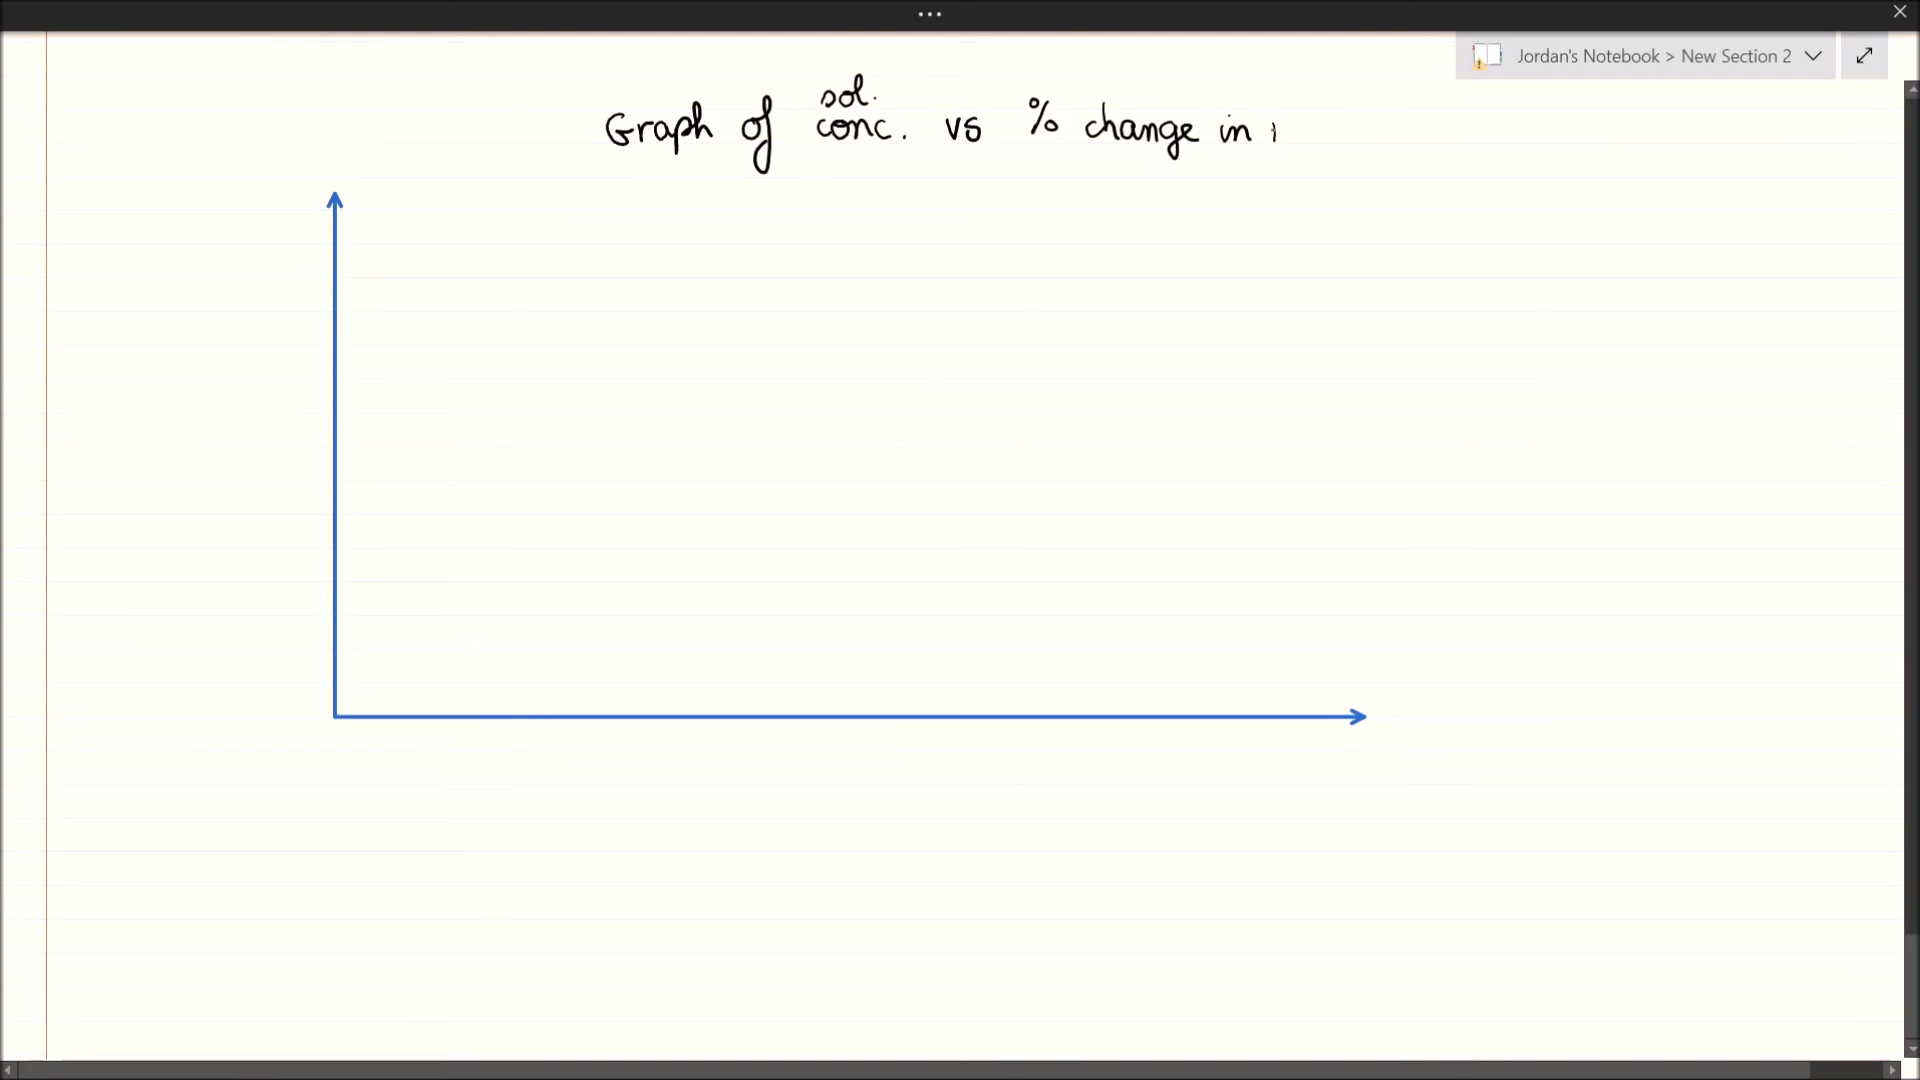 Jordan's Notebook > New Section 2
sol.
Graph of conc. vs % change in